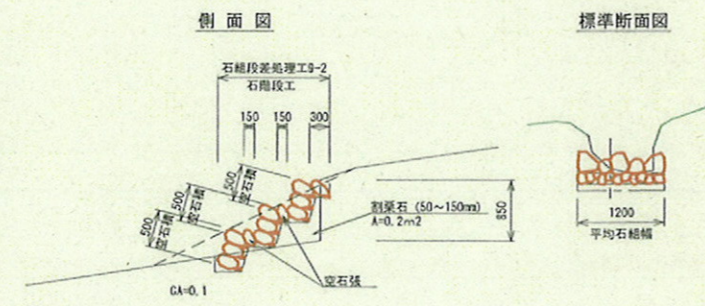 側面図
標準断面図
石組段差処理工9-2
石階段工
150
150
300
500
空石積
500
空石積
500
空石積
割栗石(50～150mm)
A=0.2m2
850
空石張
GA=0.1
1200
平均石組幅